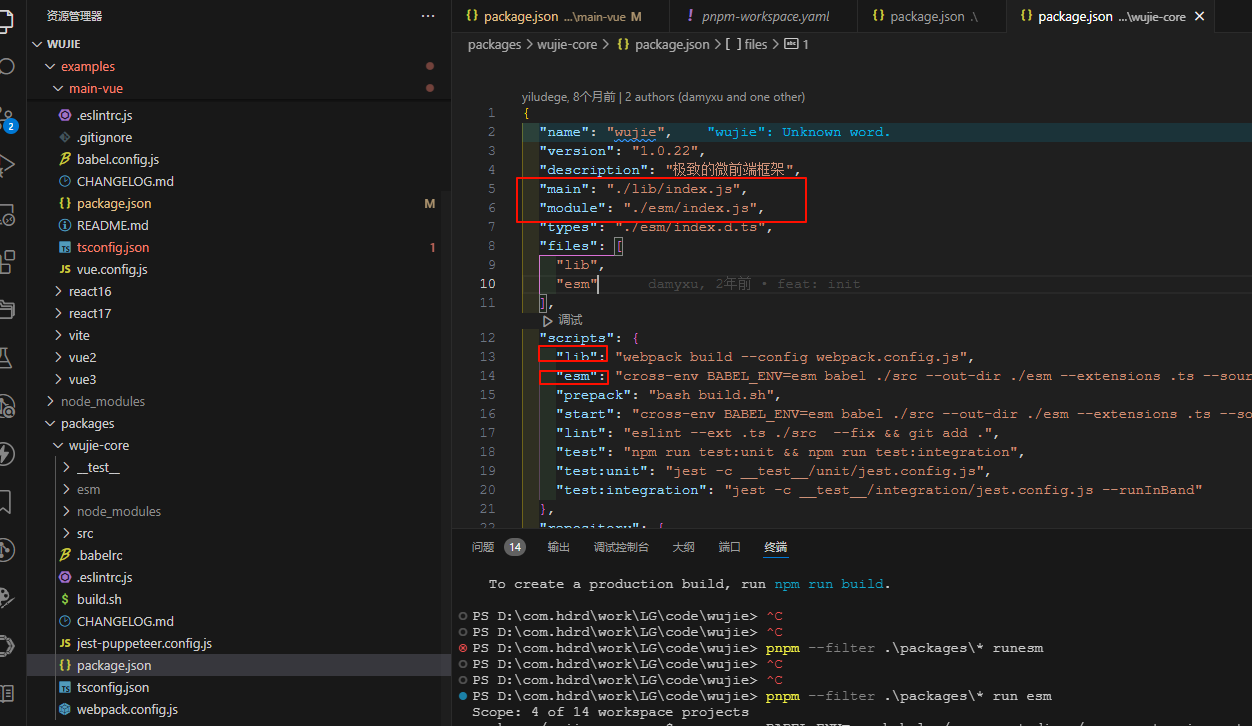 资源管理器
···
WUJIE
examples
main-vue
.eslintrc.js
.gitignore
babel.config.js
CHANGELOG.md
package.json M
README.md
tsconfig.json 1
vue.config.js
react16
react17
vite
vue2
vue3
node_modules
packages
wujie-core
__test__
esm
node_modules
src
.babelrc
.eslintrc.js
build.sh
CHANGELOG.md
jest-puppeteer.config.js
package.json
tsconfig.json
webpack.config.js
2
{} package.json ...\main-vue M
! pnpm-workspace.yaml
{} package.json .\
{} package.json ...\wujie-core ×
packages > wujie-core > {} package.json > [ ] files > abc 1
yiludege, 8个月前 | 2 authors (damyxu and one other)
1 {
2 "name": "wujie", "wujie": Unknown word.
3 "version": "1.0.22",
4 "description": "极致的微前端框架",
5 "main": "./lib/index.js",
6 "module": "./esm/index.js",
7 "types": "./esm/index.d.ts",
8 "files": [
9 "lib",
10 "esm" damyxu, 2年前 • feat: init
11 ],
调试
12 "scripts": {
13 "lib": "webpack build --config webpack.config.js",
14 "esm": "cross-env BABEL_ENV=esm babel ./src --out-dir ./esm --extensions .ts --sour
15 "prepack": "bash build.sh",
16 "start": "cross-env BABEL_ENV=esm babel ./src --out-dir ./esm --extensions .ts --so
17 "lint": "eslint --ext .ts ./src --fix && git add .",
18 "test": "npm run test:unit && npm run test:integration",
19 "test:unit": "jest -c __test__/unit/jest.config.js",
20 "test:integration": "jest -c __test__/integration/jest.config.js --runInBand"
21 },
22 "repository": {
问题 14 输出 调试控制台 大纲 端口 终端
To create a production build, run npm run build.
PS D:\com.hdrd\work\LG\code\wujie> ^C
PS D:\com.hdrd\work\LG\code\wujie> ^C
PS D:\com.hdrd\work\LG\code\wujie> pnpm --filter .\packages\* runesm
PS D:\com.hdrd\work\LG\code\wujie> ^C
PS D:\com.hdrd\work\LG\code\wujie> ^C
PS D:\com.hdrd\work\LG\code\wujie> pnpm --filter .\packages\* run esm
Scope: 4 of 14 workspace projects